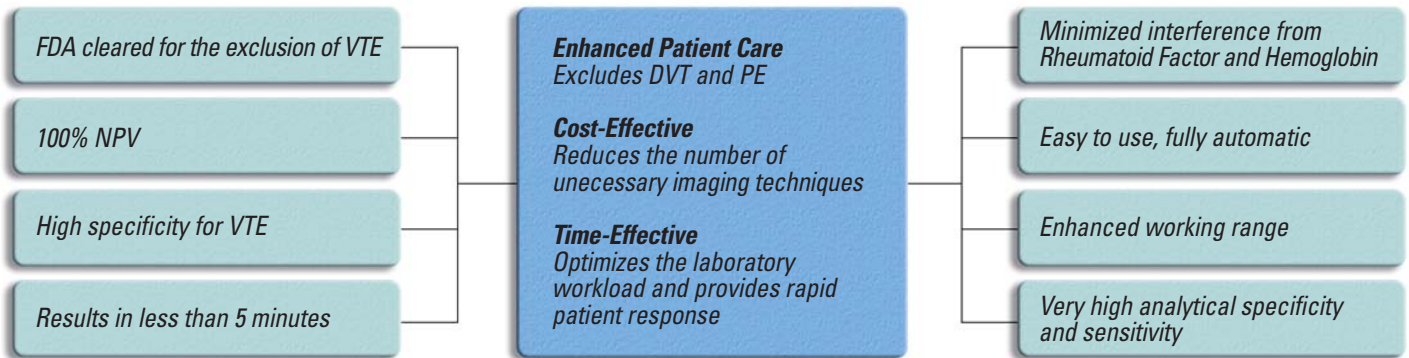 FDA cleared for the exclusion of VTE
100% NPV
High specificity for VTE
Results in less than 5 minutes
Enhanced Patient Care
Excludes DVT and PE
Cost-Effective
Reduces the number of
unecessary imaging techniques
Time-Effective
Optimizes the laboratory
workload and provides rapid
patient response
Minimized interference from
Rheumatoid Factor and Hemoglobin
Easy to use, fully automatic
Enhanced working range
Very high analytical specificity
and sensitivity